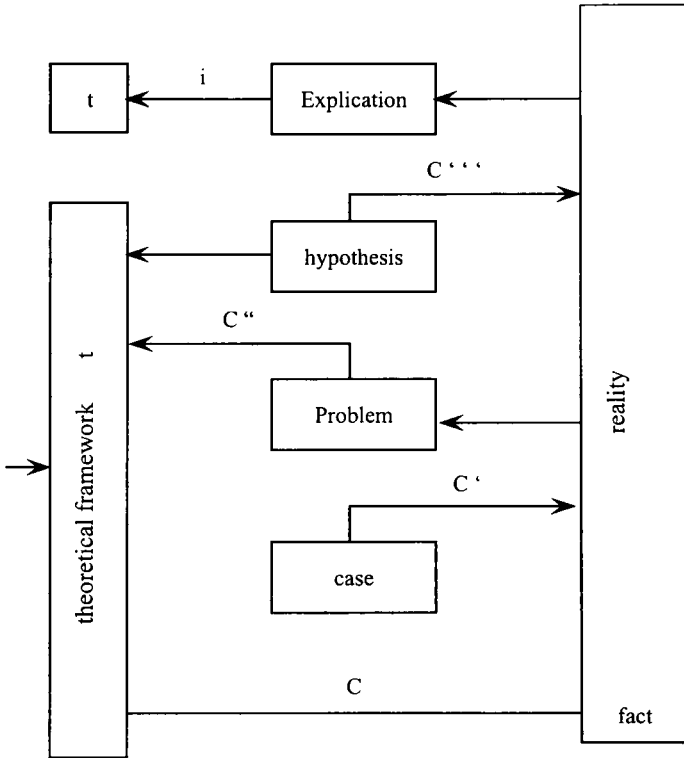 t
i
Explication
C ‘ ‘ ‘
hypothesis
C “
t
Problem
reality
theoretical framework
C ‘
case
C
fact